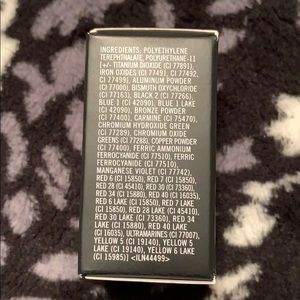 INGREDIENTS: POLYETHYLENE
TEREPHTHALATE, POLYURETHANE-11
[+/- TITANIUM DIOXIDE (CI 77891),
IRON OXIDES (CI 77491, CI 77492,
CI 77499), ALUMINUM POWDER
(CI 77000), BISMUTH OXYCHLORIDE
(CI 77163), BLACK 2 (CI 77266),
BLUE 1 (CI 42090), BLUE 1 LAKE
(CI 42090), BRONZE POWDER
(CI 77400), CARMINE (CI 75470),
CHROMIUM HYDROXIDE GREEN
(CI 77289), CHROMIUM OXIDE
GREENS (CI 77288), COPPER POWDER
(CI 77400), FERRIC AMMONIUM
FERROCYANIDE (CI 77510), FERRIC
FERROCYANIDE (CI 77510),
MANGANESE VIOLET (CI 77742),
RED 6 (CI 15850), RED 7 (CI 15850),
RED 28 (CI 45410), RED 30 (CI 73360),
RED 34 (CI 15880), RED 40 (CI 16035),
RED 6 LAKE (CI 15850), RED 7 LAKE
(CI 15850), RED 28 LAKE (CI 45410),
RED 30 LAKE (CI 73360), RED 34
LAKE (CI 15880), RED 40 LAKE
(CI 16035), ULTRAMARINES (CI 77007),
YELLOW 5 (CI 19140), YELLOW 5
LAKE (CI 19140), YELLOW 6 LAKE
(CI 15985)] <ILN44499>